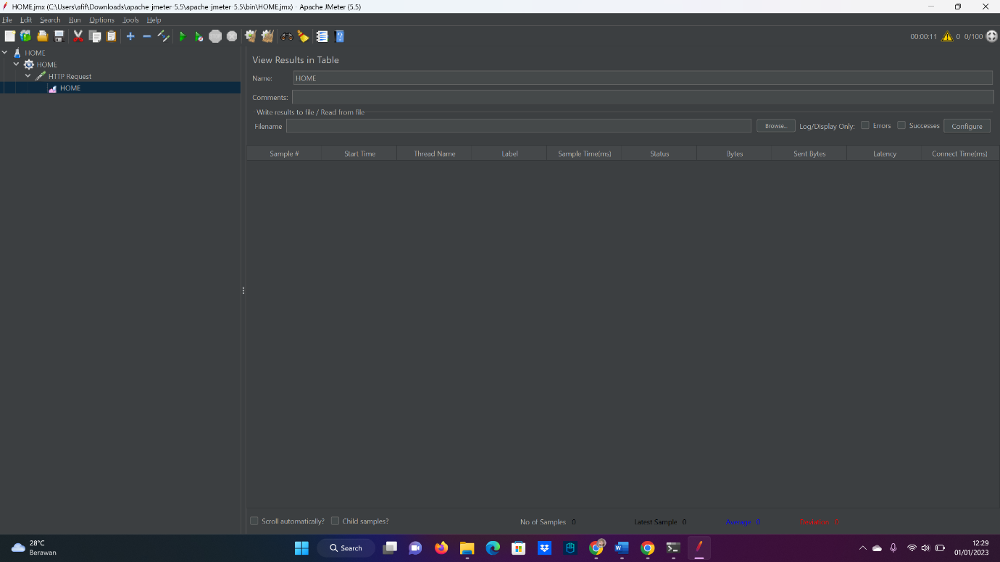 HOME.jmx (C:\Users\afif\Downloads\apache-jmeter-5.5\apache-jmeter-5.5\bin\HOME.jmx) - Apache JMeter (5.5)
File Edit Search Run Options Tools Help
00:00:11 0 0/100
HOME
HOME
HTTP Request
HOME
View Results in Table
Name: HOME
Comments:
Write results to file / Read from file
Filename Browse... Log/Display Only: Errors Successes Configure
Sample # Start Time Thread Name Label Sample Time(ms) Status Bytes Sent Bytes Latency Connect Time(ms)
Scroll automatically? Child samples? No of Samples 0 Latest Sample 0 Average 0 Deviation 0
28°C
Berawan
Search
12:29
01/01/2023